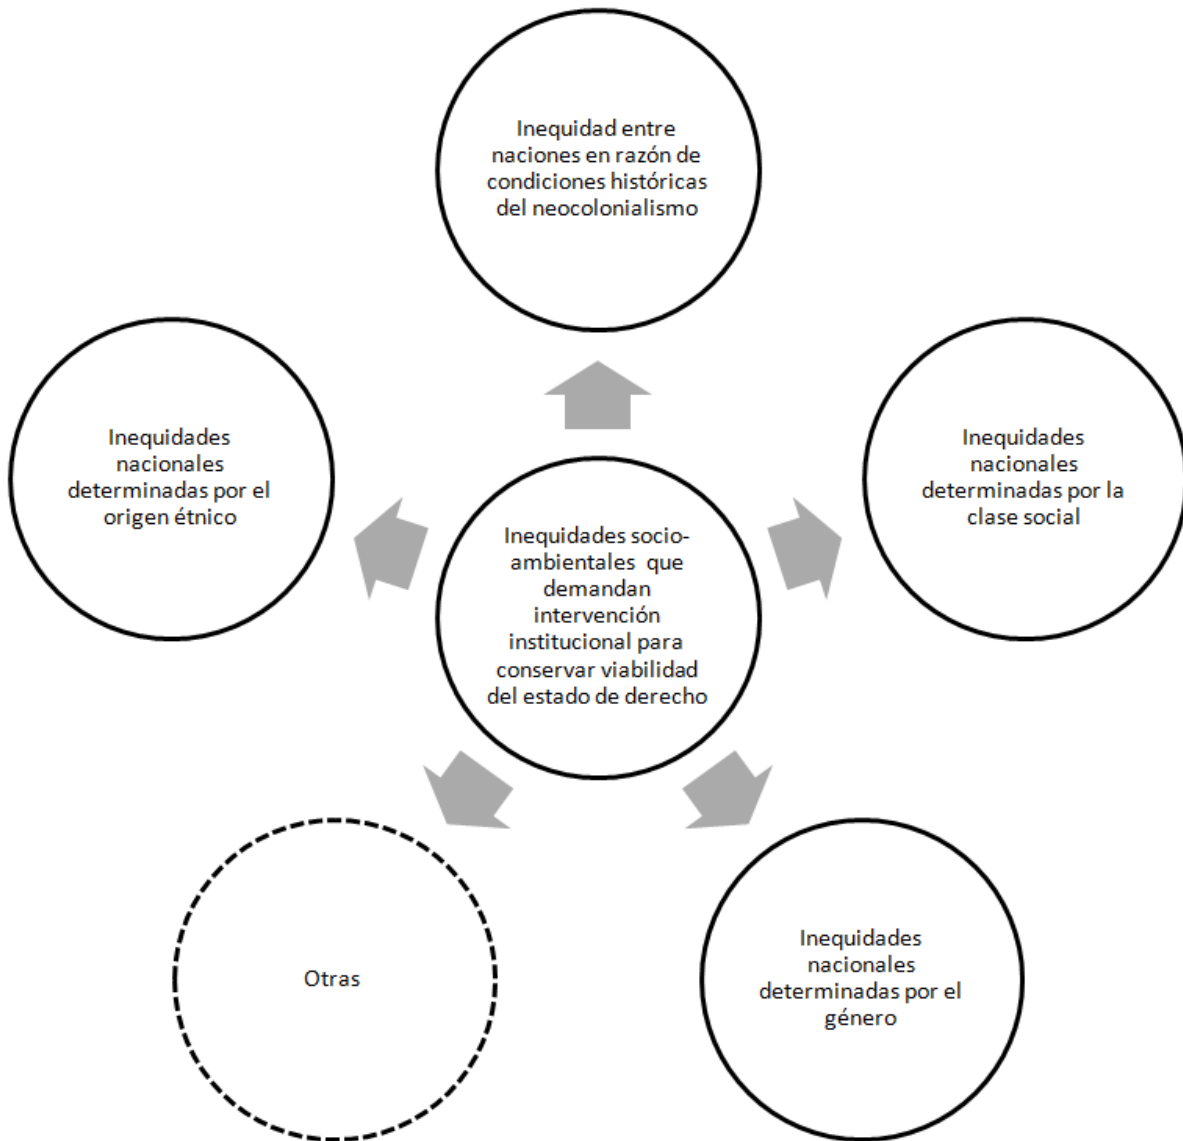 Inequidad entre
naciones en razón de
condiciones históricas
del neocolonialismo
Inequidades
nacionales
determinadas por el
origen étnico
Inequidades
nacionales
determinadas por la
clase social
Inequidades socio-
ambientales que
demandan
intervención
institucional para
conservar viabilidad
del estado de derecho
Otras
Inequidades
nacionales
determinadas por el
género